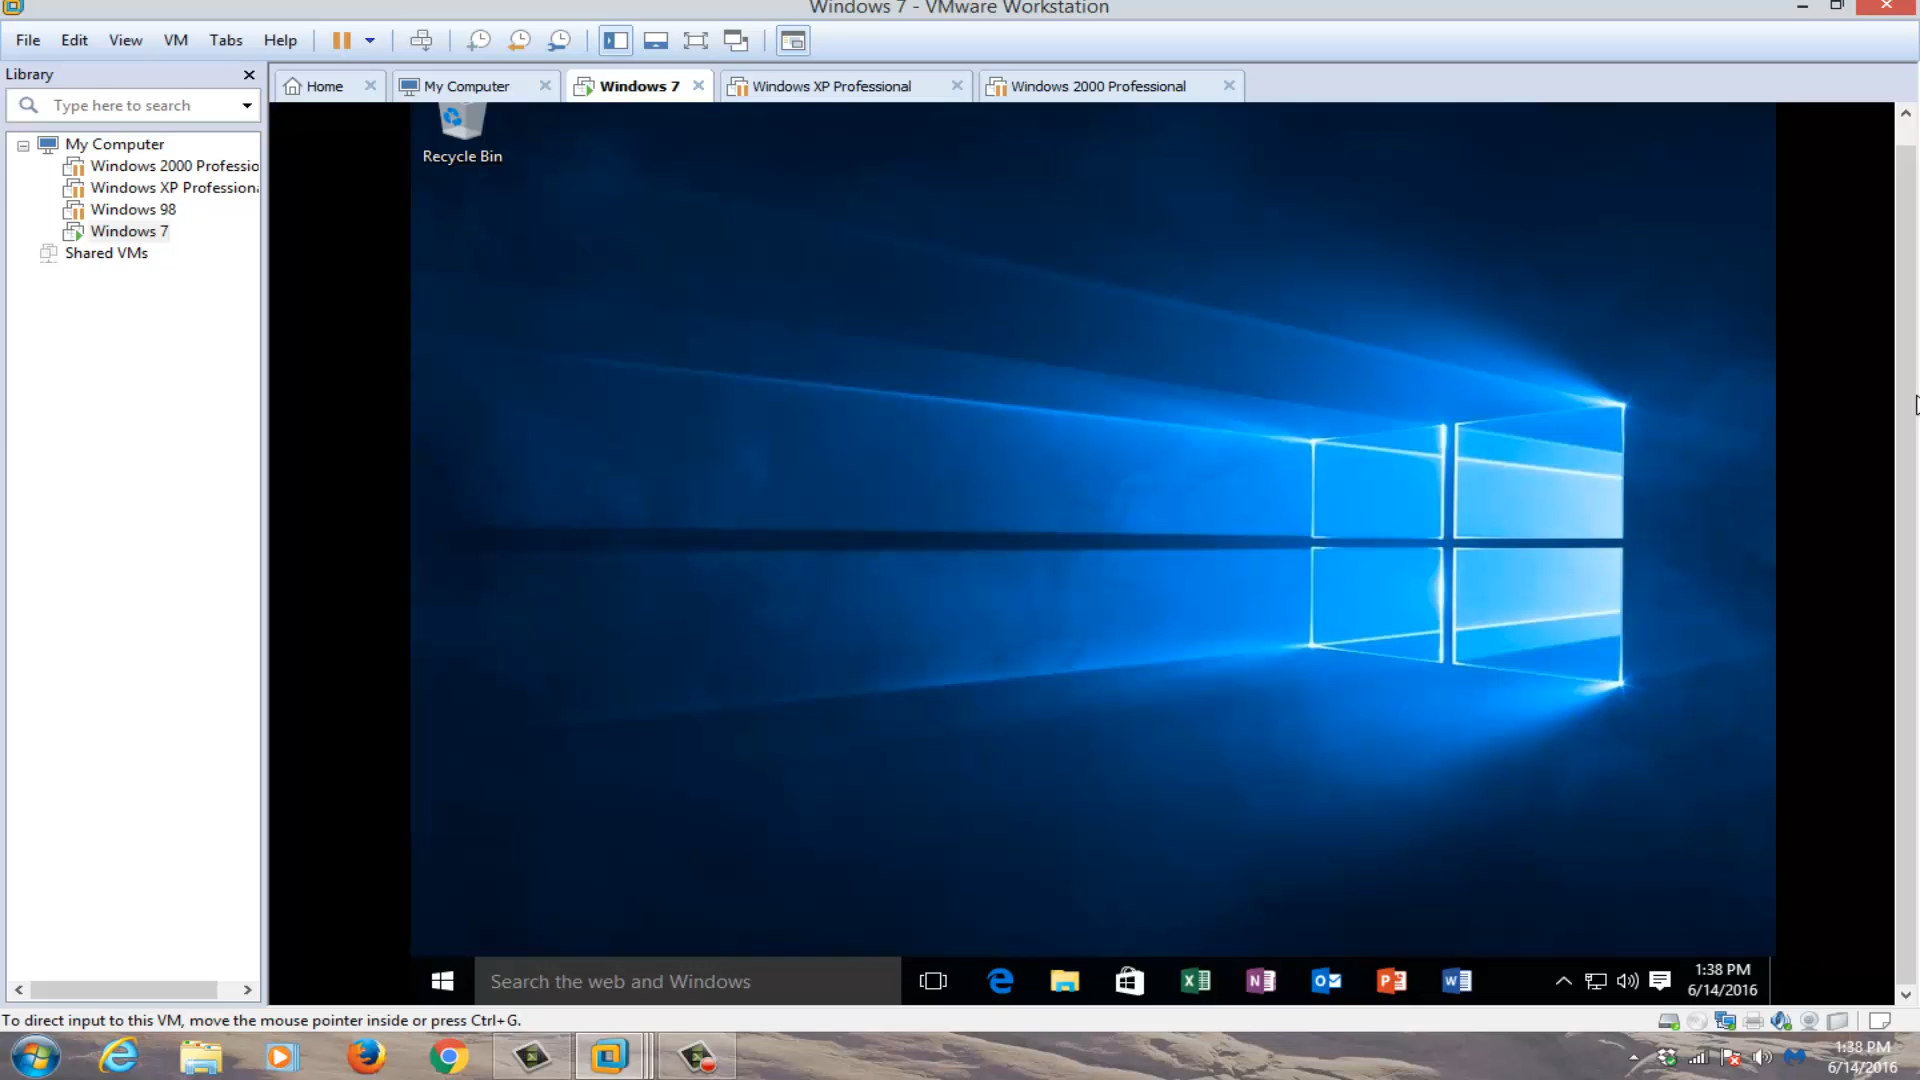 Windows 7 - VMware Workstation
File Edit View VM Tabs Help
Library
Type here to search
My Computer
Windows 2000 Professio
Windows XP Professiona
Windows 98
Windows 7
Shared VMs
Home My Computer Windows 7 Windows XP Professional Windows 2000 Professional
Recycle Bin
Search the web and Windows
1:38 PM
6/14/2016
To direct input to this VM, move the mouse pointer inside or press Ctrl+G.
1:38 PM
6/14/2016